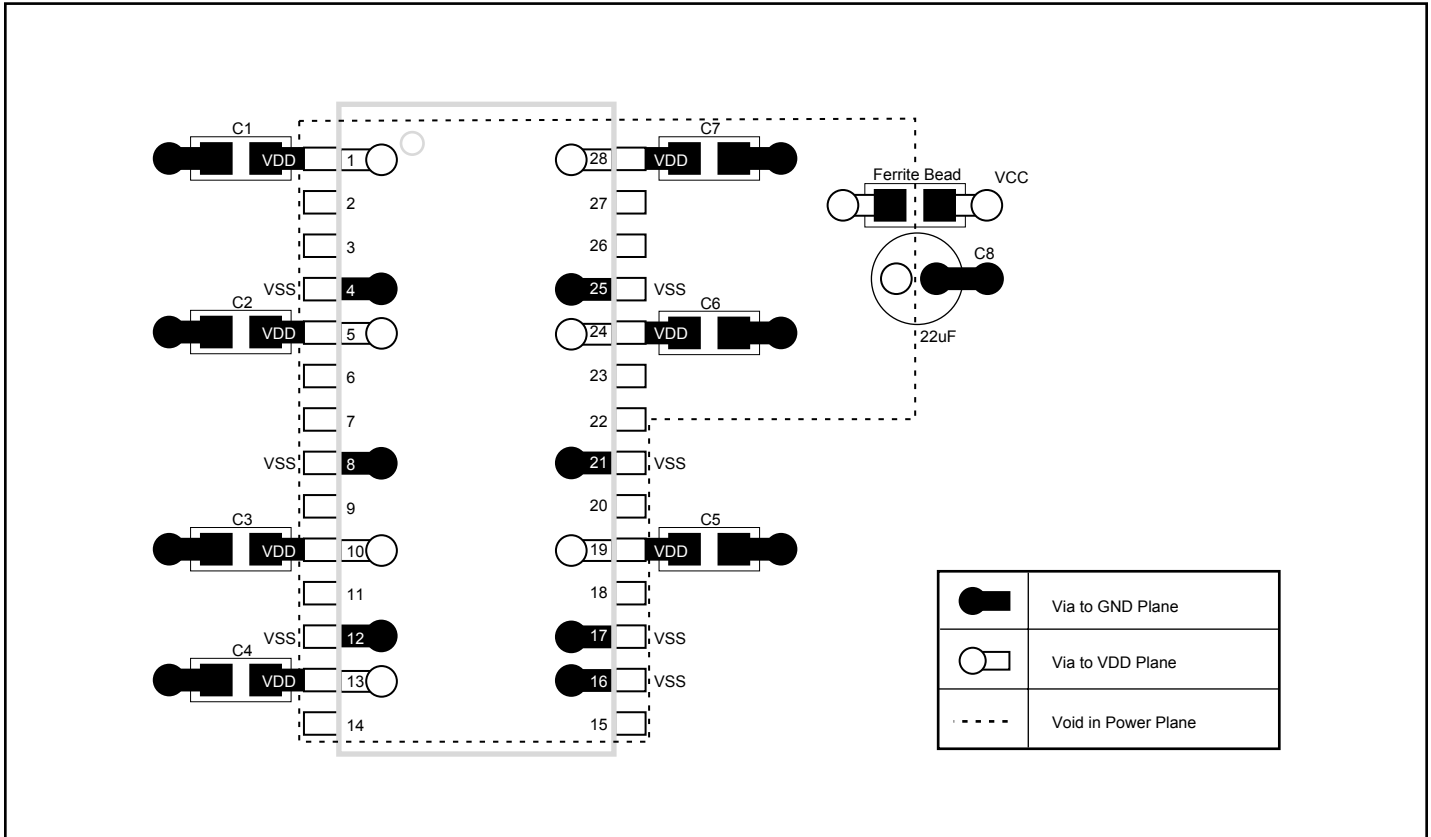 C1
C7
VDD 1
28 VDD
Ferrite Bead VCC
2
27
3
26
C8
VSS 4
25 VSS
C2
C6
VDD 5
24 VDD
22uF
6
23
7
22
VSS 8
21 VSS
9
20
C3
C5
VDD 10
19 VDD
11
18
VSS 12
17 VSS
C4
VDD 13
16 VSS
14
15
Via to GND Plane
Via to VDD Plane
Void in Power Plane